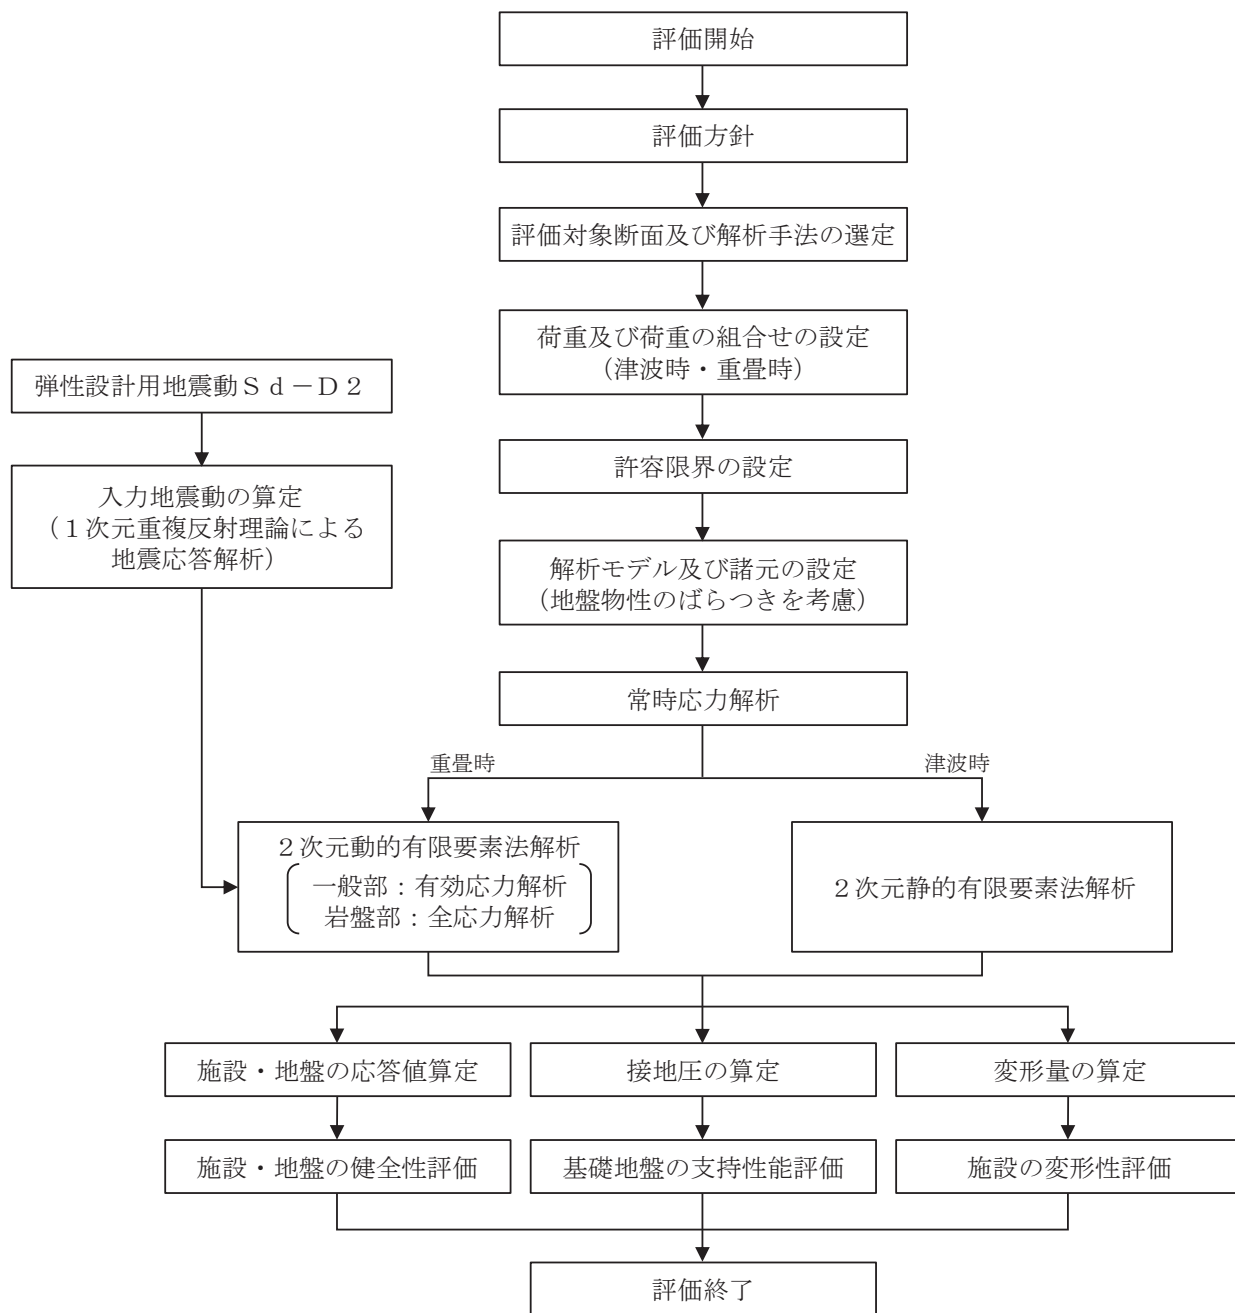 評価開始
評価方針
評価対象断面及び解析手法の選定
荷重及び荷重の組合せの設定
（津波時・重畳時）
弾性設計用地震動Ｓｄ－Ｄ２
許容限界の設定
入力地震動の算定
（１次元重複反射理論による
地震応答解析）
解析モデル及び諸元の設定
（地盤物性のばらつきを考慮）
常時応力解析
重畳時
津波時
２次元動的有限要素法解析
一般部：有効応力解析
岩盤部：全応力解析
２次元静的有限要素法解析
施設・地盤の応答値算定
接地圧の算定
変形量の算定
施設・地盤の健全性評価
基礎地盤の支持性能評価
施設の変形性評価
評価終了